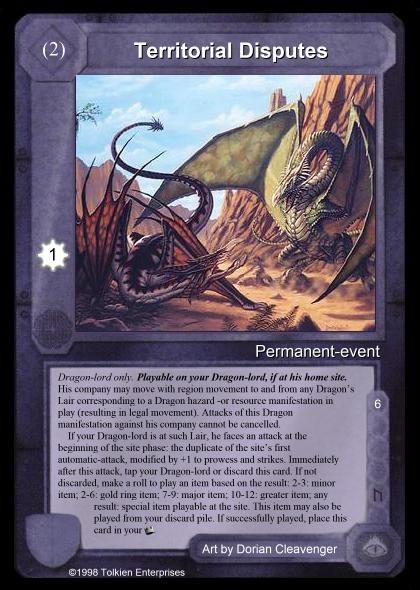 (2)
Territorial Disputes
1
Permanent-event
Dragon-lord only. Playable on your Dragon-lord, if at his home site.
His company may move with region movement to and from any Dragon's
Lair corresponding to a Dragon hazard -or resource manifestation in
play (resulting in legal movement). Attacks of this Dragon
manifestation against his company cannot be cancelled.
If your Dragon-lord is at such Lair, he faces an attack at the
beginning of the site phase: the duplicate of the site's first
automatic-attack, modified by +1 to prowess and strikes. Immediately
after this attack, tap your Dragon-lord or discard this card. If not
discarded, make a roll to play an item based on the result: 2-3: minor
item; 2-6: gold ring item; 7-9: major item; 10-12: greater item; any
result: special item playable at the site. This item may also be
played from your discard pile. If successfully played, place this
card in your
6
Art by Dorian Cleavenger
©1998 Tolkien Enterprises